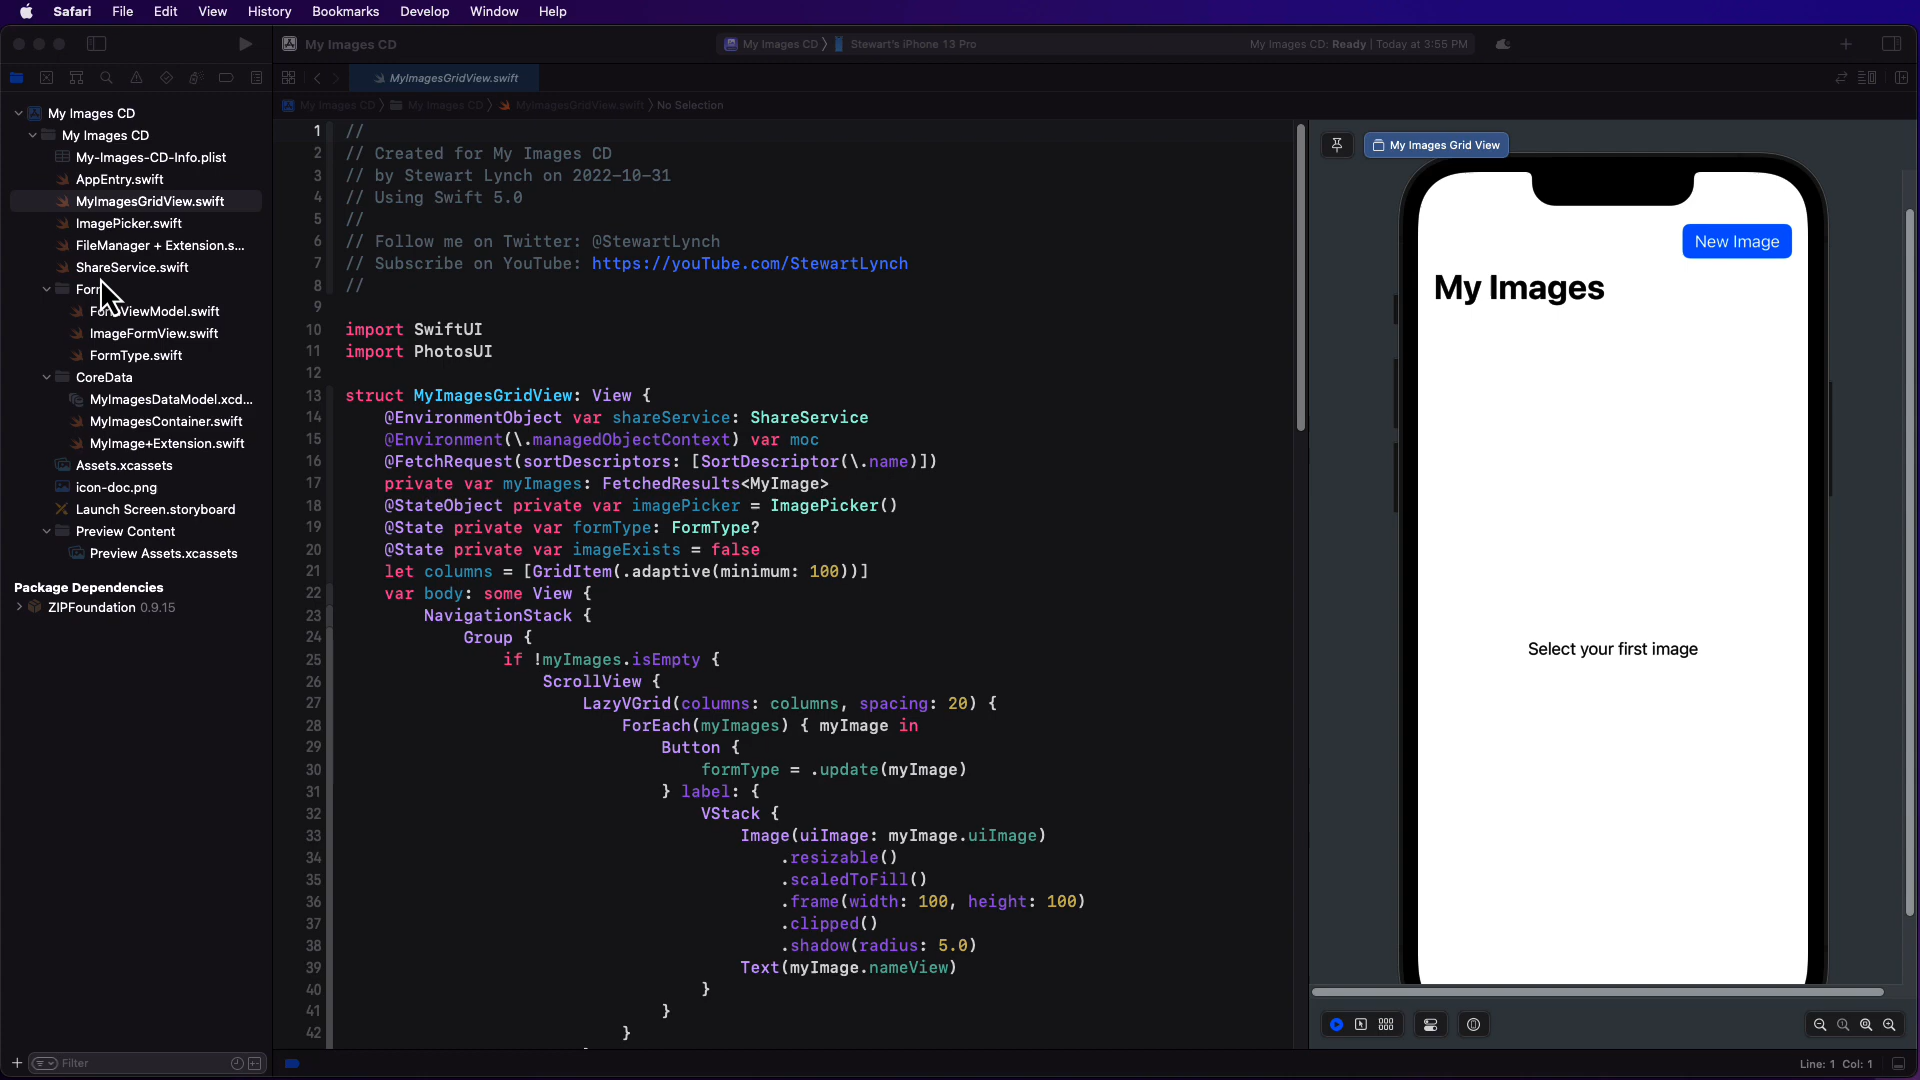 Safari File Edit View History Bookmarks Develop Window Help
My Images CD
My Images CD
Stewart's iPhone 13 Pro
My Images CD: Ready | Today at 3:55 PM
MyImagesGridView.swift
My Images CD
My Images CD
MyImagesGridView.swift
No Selection
My Images CD
My Images CD
My-Images-CD-Info.plist
AppEntry.swift
MyImagesGridView.swift
ImagePicker.swift
FileManager + Extension.s...
ShareService.swift
For
ViewModel.swift
ImageFormView.swift
FormType.swift
CoreData
MyImagesDataModel.xcd...
MyImagesContainer.swift
MyImage+Extension.swift
Assets.xcassets
icon-doc.png
Launch Screen.storyboard
Preview Content
Preview Assets.xcassets
Package Dependencies
ZIPFoundation 0.9.15
Filter
1 //
2 // Created for My Images CD
3 // by Stewart Lynch on 2022-10-31
4 // Using Swift 5.0
5 //
6 // Follow me on Twitter: @StewartLynch
7 // Subscribe on YouTube: https://youTube.com/StewartLynch
8 //
9
10 import SwiftUI
11 import PhotosUI
12
13 struct MyImagesGridView: View {
14 @EnvironmentObject var shareService: ShareService
15 @Environment(\.managedObjectContext) var moc
16 @FetchRequest(sortDescriptors: [SortDescriptor(\.name)])
17 private var myImages: FetchedResults<MyImage>
18 @StateObject private var imagePicker = ImagePicker()
19 @State private var formType: FormType?
20 @State private var imageExists = false
21 let columns = [GridItem(.adaptive(minimum: 100))]
22 var body: some View {
23 NavigationStack {
24 Group {
25 if !myImages.isEmpty {
26 ScrollView {
27 LazyVGrid(columns: columns, spacing: 20) {
28 ForEach(myImages) { myImage in
29 Button {
30 formType = .update(myImage)
31 } label: {
32 VStack {
33 Image(uiImage: myImage.uiImage)
34 .resizable()
35 .scaledToFill()
36 .frame(width: 100, height: 100)
37 .clipped()
38 .shadow(radius: 5.0)
39 Text(myImage.nameView)
40 }
41 }
42 }
My Images Grid View
New Image
My Images
Select your first image
Line: 1 Col: 1